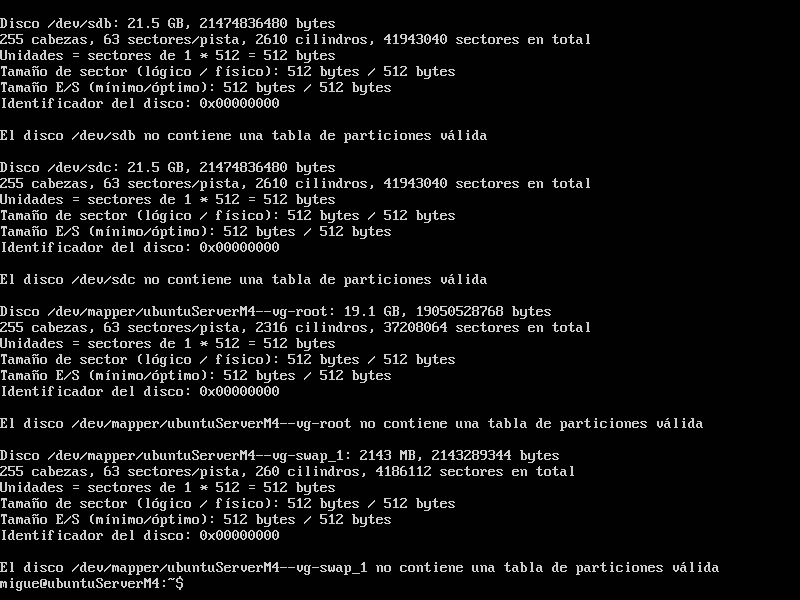 Disco /dev/sdb: 21.5 GB, 21474836480 bytes
255 cabezas, 63 sectores/pista, 2610 cilindros, 41943040 sectores en total
Unidades = sectores de 1 * 512 = 512 bytes
Tamaño de sector (lógico / físico): 512 bytes / 512 bytes
Tamaño E/S (mínimo/óptimo): 512 bytes / 512 bytes
Identificador del disco: 0x00000000
El disco /dev/sdb no contiene una tabla de particiones válida
Disco /dev/sdc: 21.5 GB, 21474836480 bytes
255 cabezas, 63 sectores/pista, 2610 cilindros, 41943040 sectores en total
Unidades = sectores de 1 * 512 = 512 bytes
Tamaño de sector (lógico / físico): 512 bytes / 512 bytes
Tamaño E/S (mínimo/óptimo): 512 bytes / 512 bytes
Identificador del disco: 0x00000000
El disco /dev/sdc no contiene una tabla de particiones válida
Disco /dev/mapper/ubuntuServerM4--vg-root: 19.1 GB, 19050528768 bytes
255 cabezas, 63 sectores/pista, 2316 cilindros, 37208064 sectores en total
Unidades = sectores de 1 * 512 = 512 bytes
Tamaño de sector (lógico / físico): 512 bytes / 512 bytes
Tamaño E/S (mínimo/óptimo): 512 bytes / 512 bytes
Identificador del disco: 0x00000000
El disco /dev/mapper/ubuntuServerM4--vg-root no contiene una tabla de particiones válida
Disco /dev/mapper/ubuntuServerM4--vg-swap_1: 2143 MB, 2143289344 bytes
255 cabezas, 63 sectores/pista, 260 cilindros, 4186112 sectores en total
Unidades = sectores de 1 * 512 = 512 bytes
Tamaño de sector (lógico / físico): 512 bytes / 512 bytes
Tamaño E/S (mínimo/óptimo): 512 bytes / 512 bytes
Identificador del disco: 0x00000000
El disco /dev/mapper/ubuntuServerM4--vg-swap_1 no contiene una tabla de particiones válida
migue@ubuntuServerM4:~$